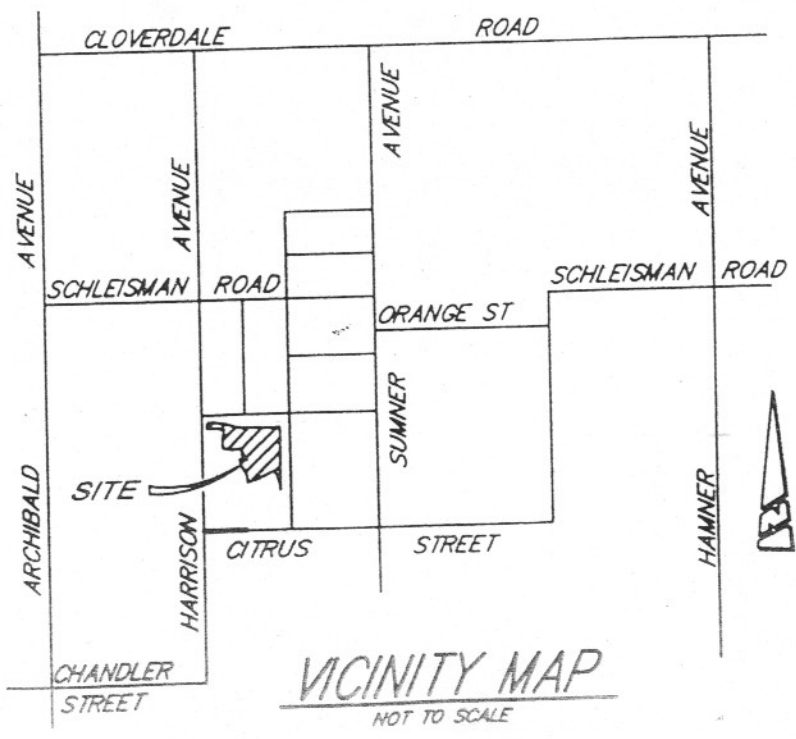 CLOVERDALE ROAD
AVENUE
AVENUE
AVENUE
AVENUE
SCHLEISMAN ROAD
SCHLEISMAN ROAD
ORANGE ST
SUMNER
SITE
ARCHIBALD
HARRISON
HAMNER
N
CITRUS STREET
CHANDLER
STREET
VICINITY MAP
NOT TO SCALE